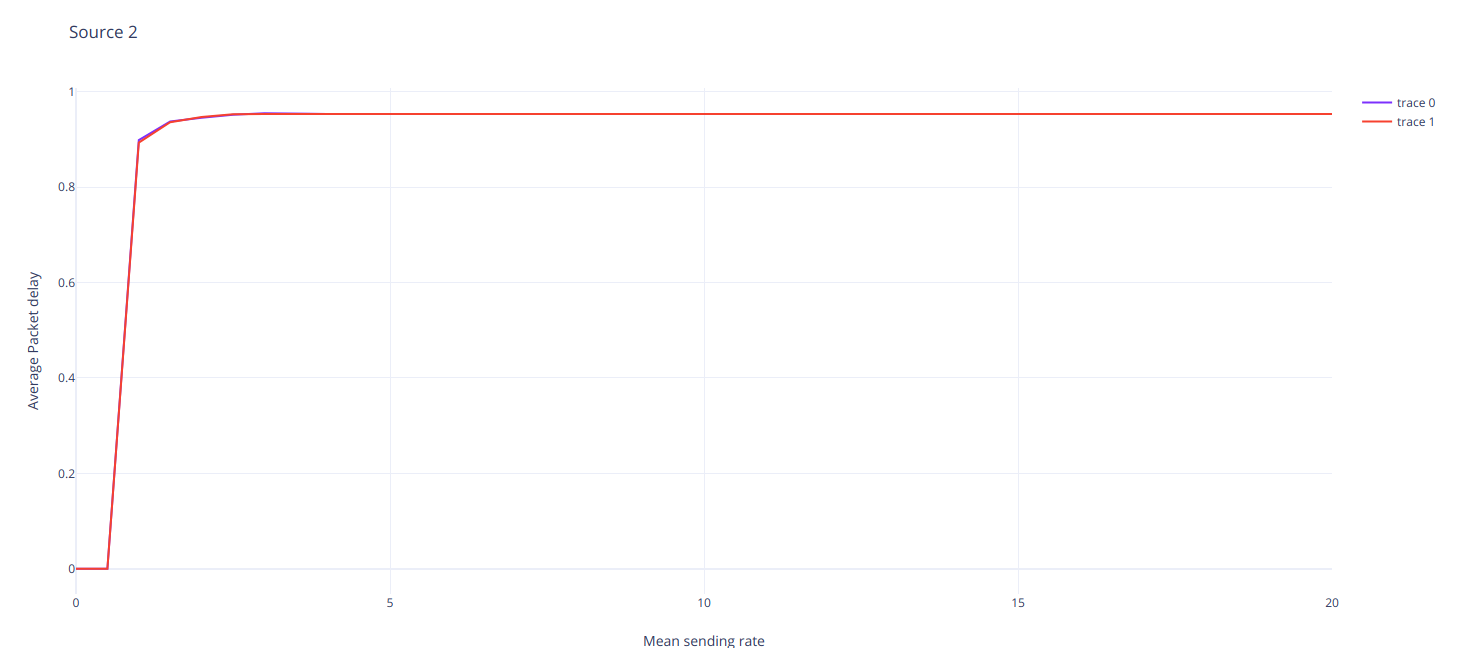 Source 2
1
0.8
0.6
0.4
0.2
0
Average Packet delay
0 5 10 15 20
Mean sending rate
trace 0
trace 1